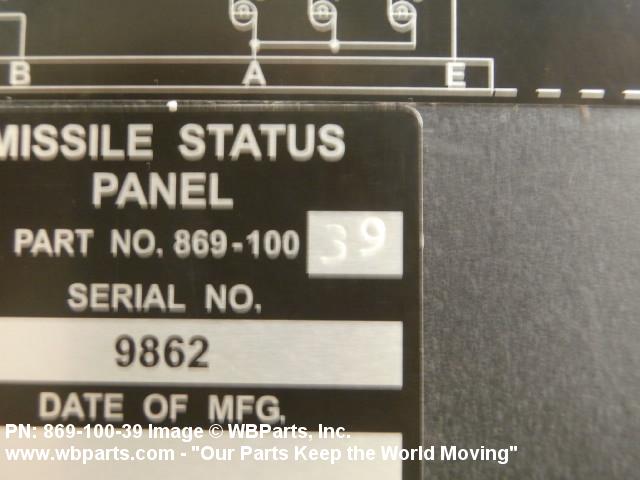 B A E
MISSILE STATUS
PANEL
PART NO. 869-100 39
SERIAL NO.
9862
DATE OF MFG.
PN: 869-100-39 Image © WBParts, Inc.
www.wbparts.com - "Our Parts Keep the World Moving"